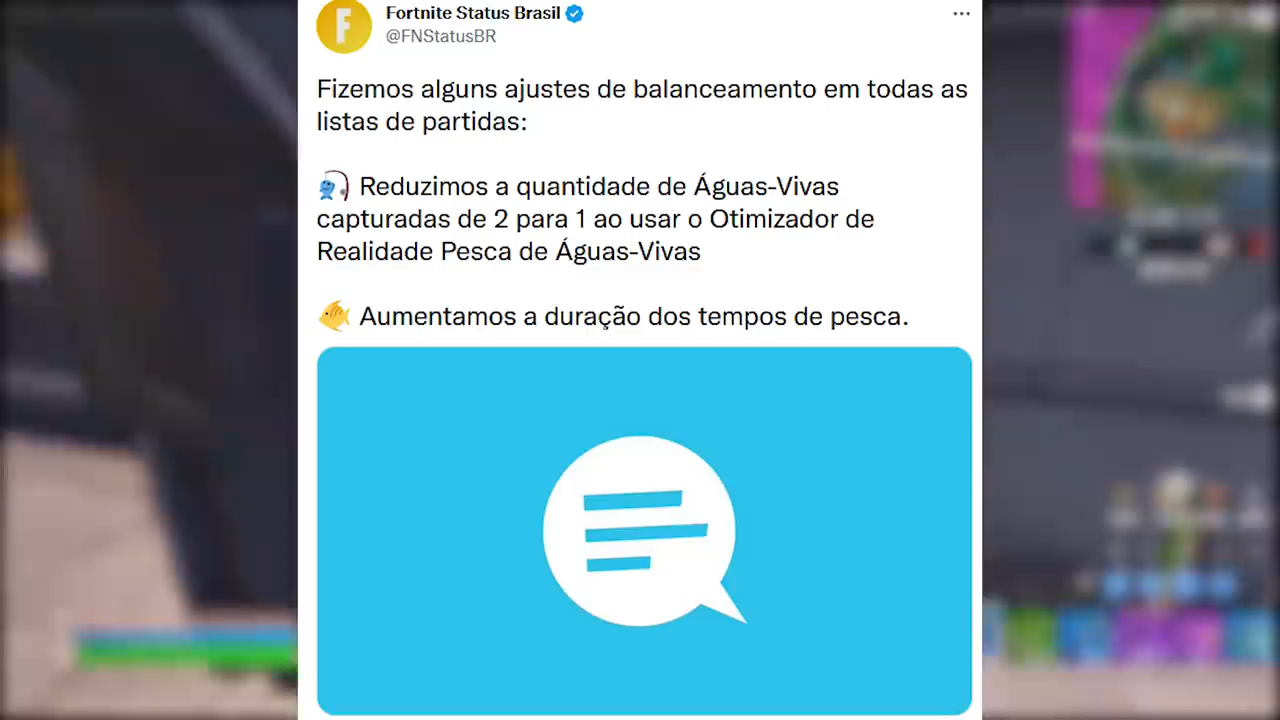 Fortnite Status Brasil
@FNStatusBR
Fizemos alguns ajustes de balanceamento em todas as
listas de partidas:
🎣 Reduzimos a quantidade de Águas-Vivas
capturadas de 2 para 1 ao usar o Otimizador de
Realidade Pesca de Águas-Vivas
🐠 Aumentamos a duração dos tempos de pesca.